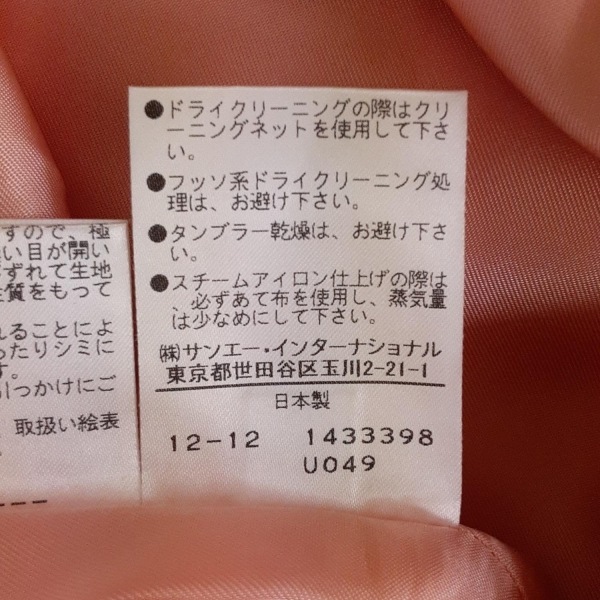 ●ドライクリーニングの際はクリ
ーニングネットを使用して下さ
い。
●フッソ系ドライクリーニング処
理は、お避け下さい。
●タンブラー乾燥は、お避け下さ
い。
●スチームアイロン仕上げの際は
、必ずあて布を使用し、蒸気量
は少なめにして下さい。
㈱サンエー・インターナショナル
東京都世田谷区玉川2-21-1
日本製
12-12 1433398
U049
すので、極
い目が開い
ずれて生地
質をもって
れることによ
ったりシミに
す。
引っかけにご
取扱い絵表
---